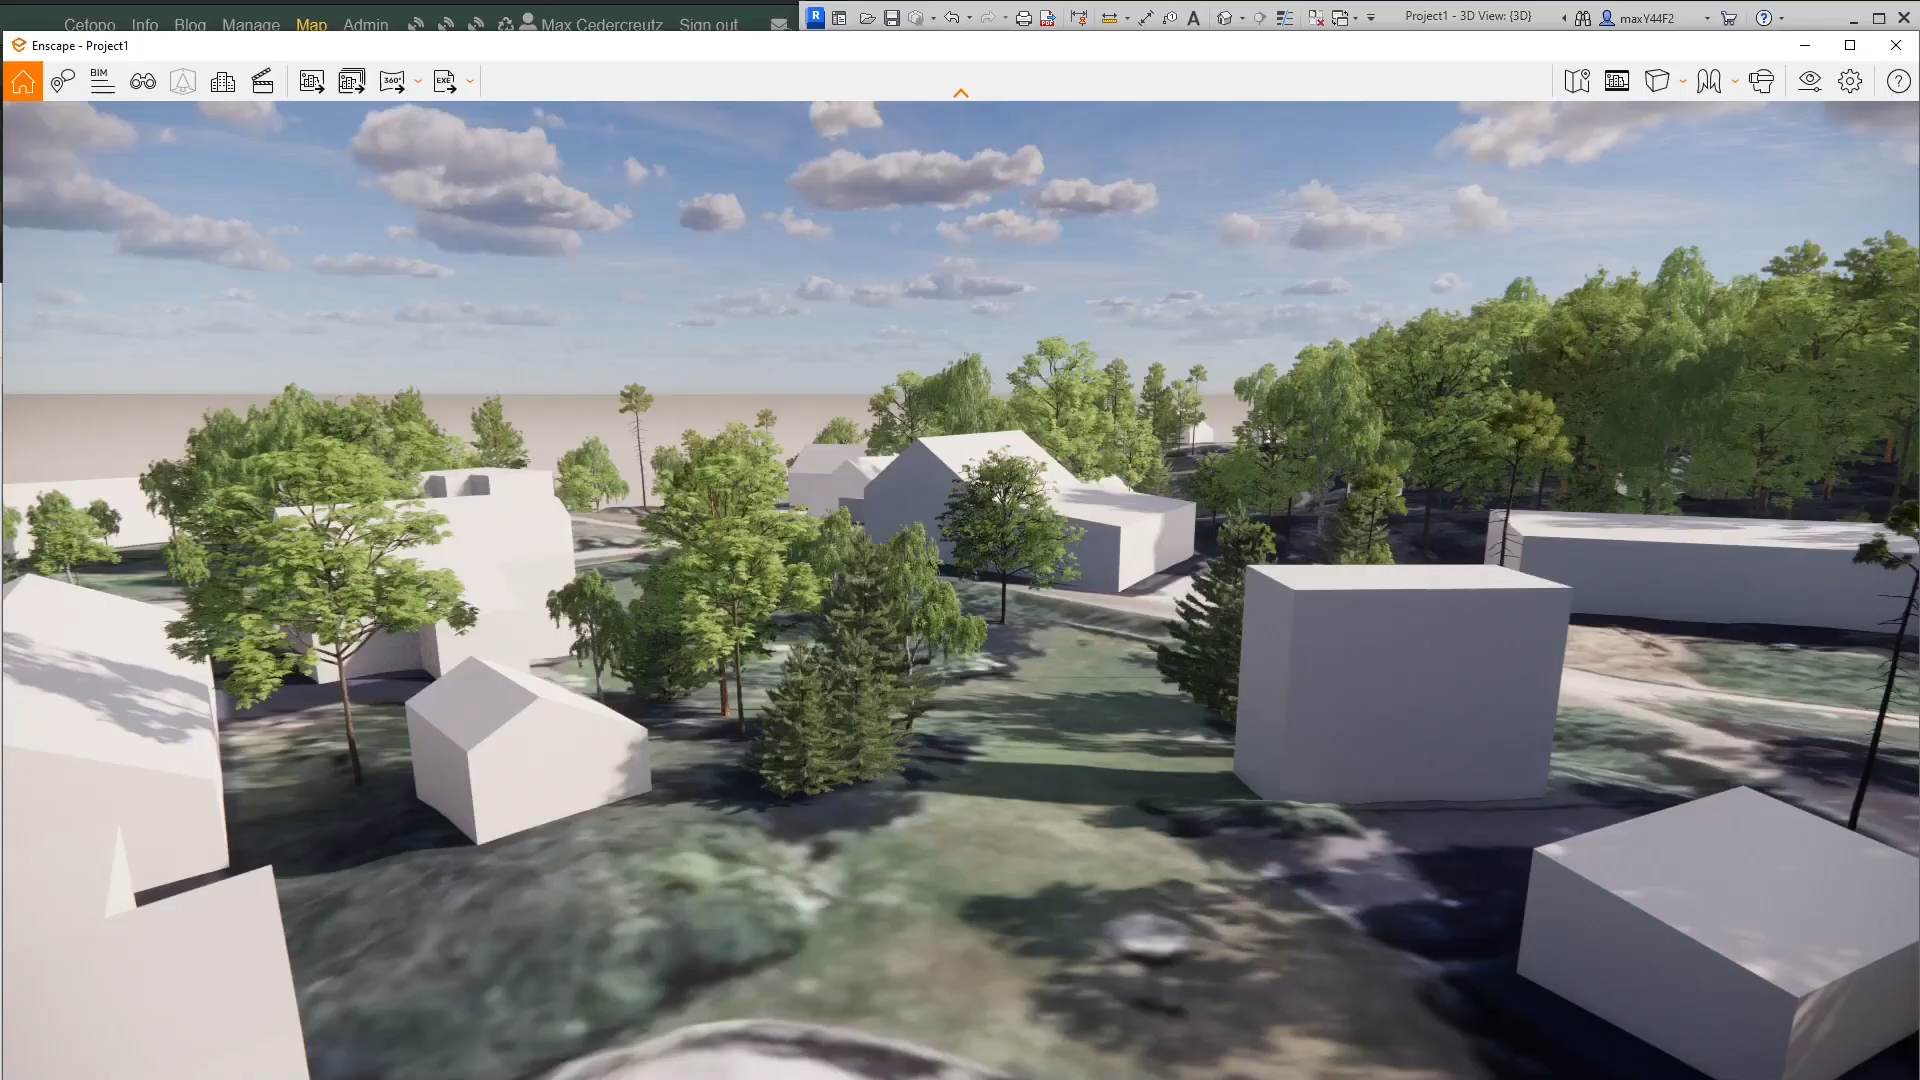 Cetopo Info Blog Manage Map Admin Max Cedercreutz Sign out
R A Project1 - 3D View: {3D} maxY44F2 ?
Enscape - Project1
BIM 360° EXE ?